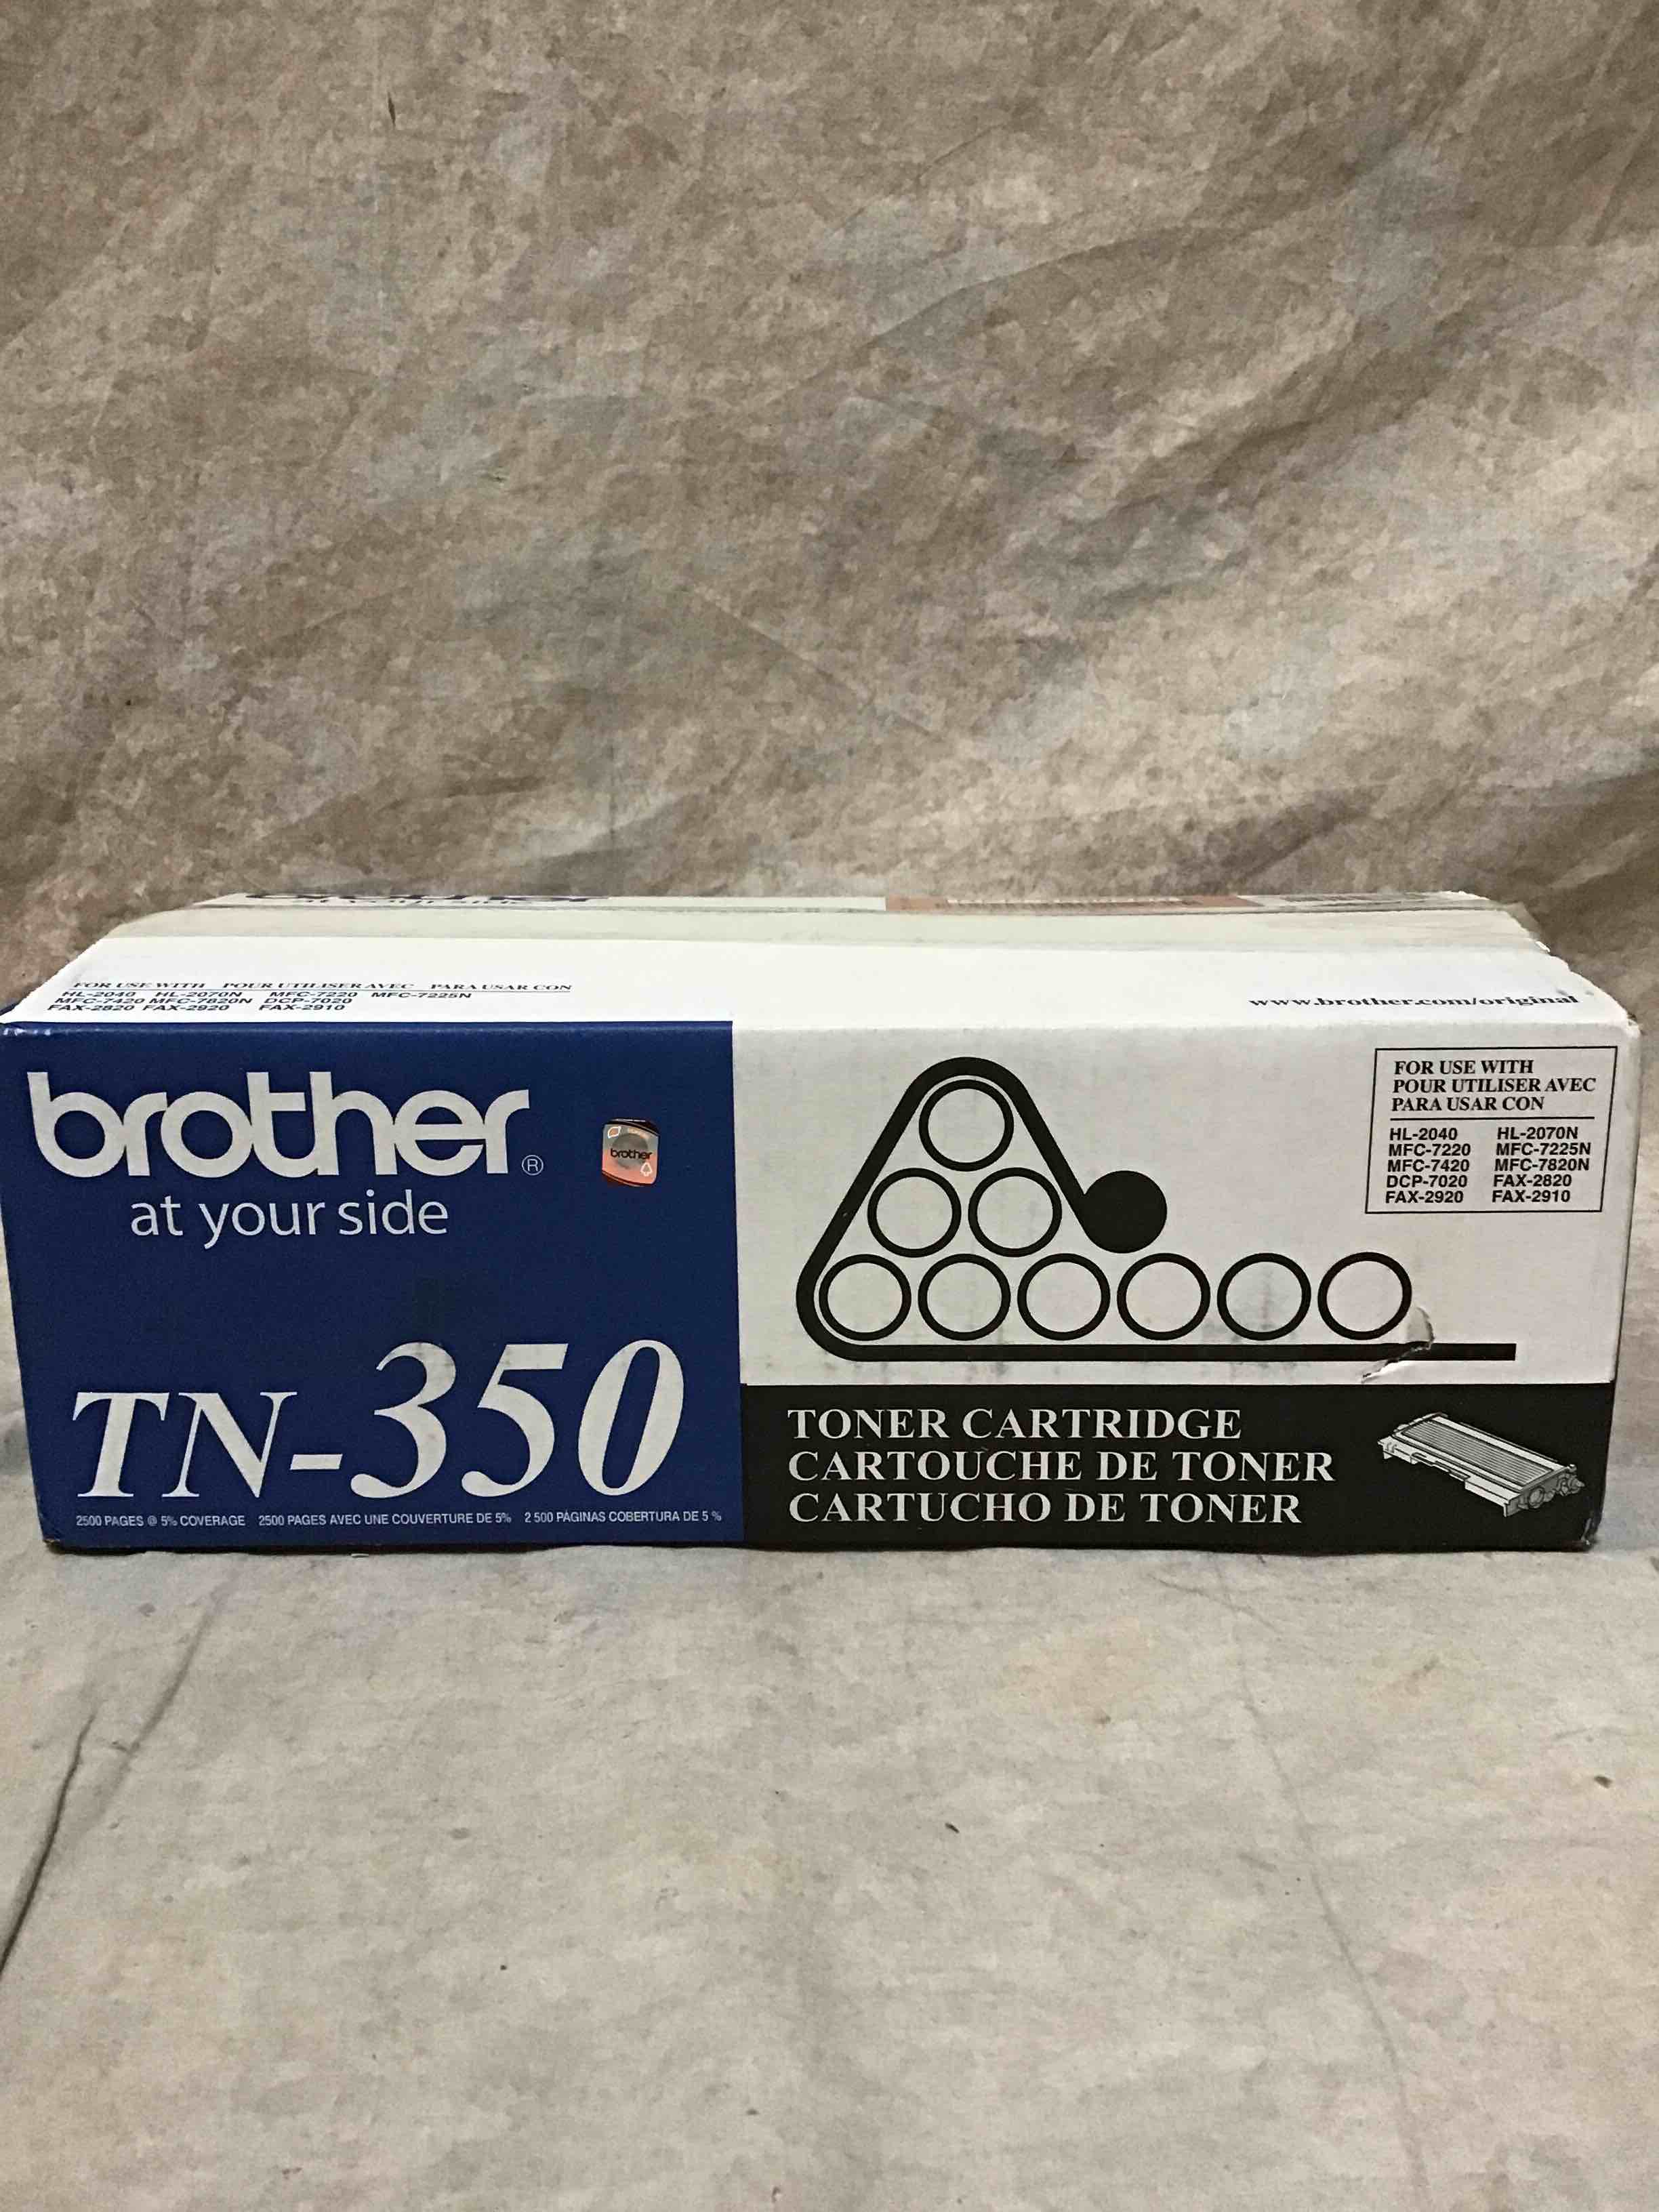 FOR USE WITH POUR UTILISER AVEC PARA USAR CON
HL-2040 HL-2070N MFC-7220 MFC-7225N
MFC-7420 MFC-7820N DCP-7020
FAX-2820 FAX-2920 FAX-2910
www.brother.com/original
brother®
at your side
brother
TN-350
2500 PAGES @ 5% COVERAGE 2500 PAGES AVEC UNE COUVERTURE DE 5% 2 500 PÁGINAS COBERTURA DE 5 %
FOR USE WITH
POUR UTILISER AVEC
PARA USAR CON
HL-2040 HL-2070N
MFC-7220 MFC-7225N
MFC-7420 MFC-7820N
DCP-7020 FAX-2820
FAX-2920 FAX-2910
TONER CARTRIDGE
CARTOUCHE DE TONER
CARTUCHO DE TONER